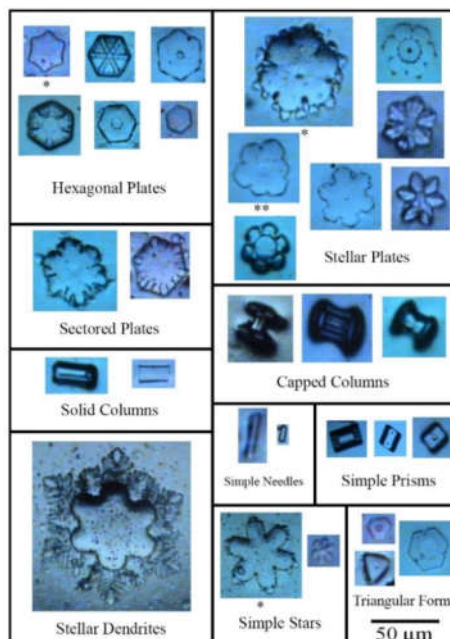 *
Hexagonal Plates
*
**
Stellar Plates
Sectored Plates
Capped Columns
Solid Columns
Simple Needles
Simple Prisms
Stellar Dendrites
*
Simple Stars
Triangular Form
50 μm